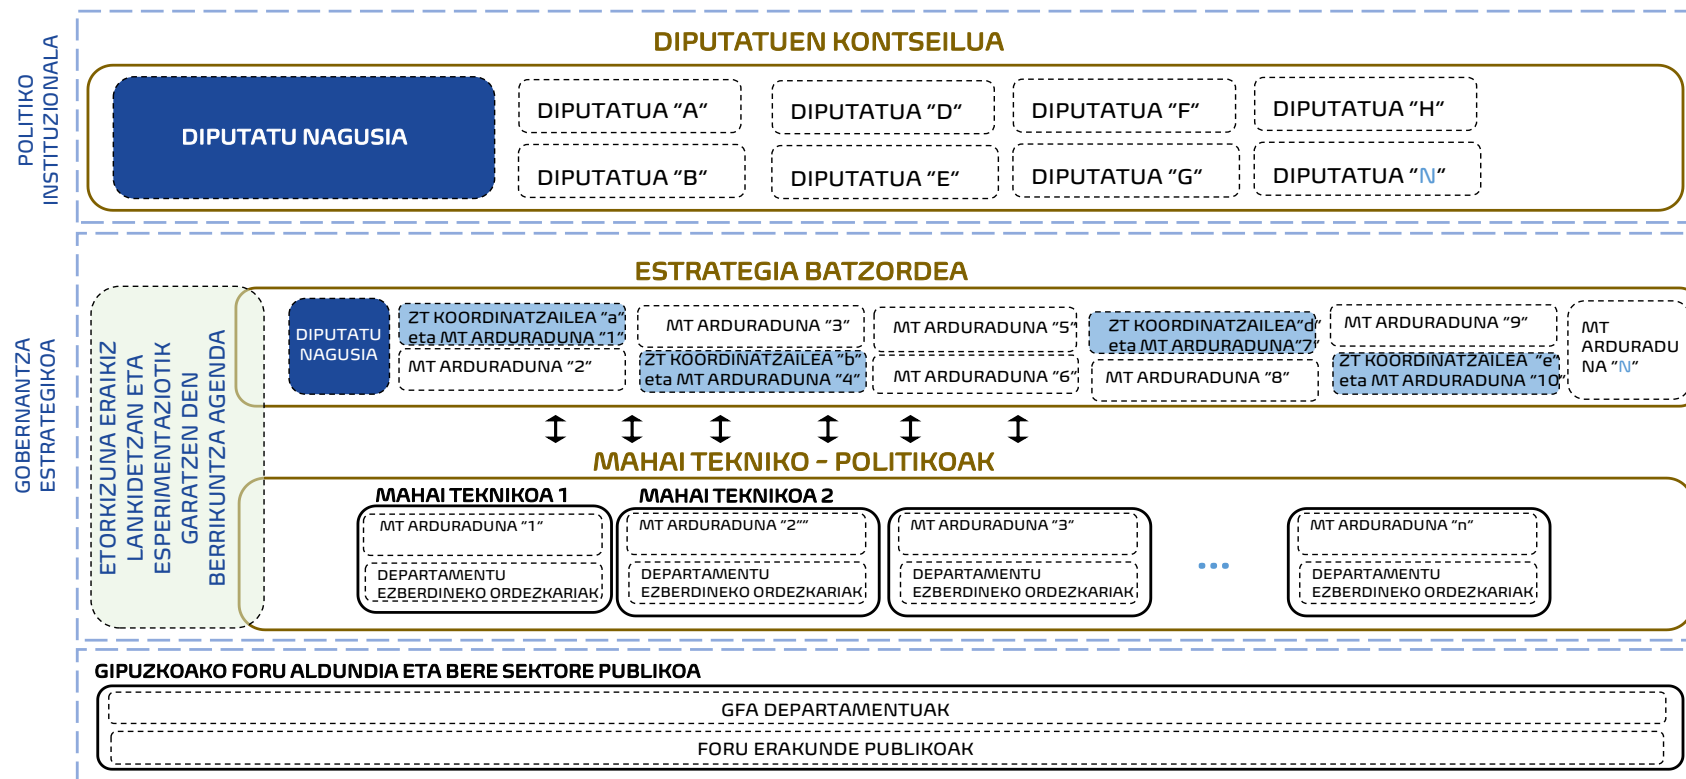 POLITIKO
INSTITUZIONALA
DIPUTATUEN KONTSEILUA
DIPUTATU NAGUSIA
DIPUTATUA "A"
DIPUTATUA "D"
DIPUTATUA "F"
DIPUTATUA "H"
DIPUTATUA "B"
DIPUTATUA "E"
DIPUTATUA "G"
DIPUTATUA "N"
GOBERNANTZA
ESTRATEGIKOA
ETORKIZUNA ERAIKIZ
LANKIDETZAN ETA
ESPERIMENTAZIOTIK
GARATZEN DEN
BERRIKUNTZA AGENDA
ESTRATEGIA BATZORDEA
DIPUTATU
NAGUSIA
ZT KOORDINATZAILEA "a"
eta MT ARDURADUNA "1"
MT ARDURADUNA "2"
MT ARDURADUNA "3"
ZT KOORDINATZAILEA "b"
eta MT ARDURADUNA "4"
MT ARDURADUNA "5"
MT ARDURADUNA "6"
ZT KOORDINATZAILEA"d"
eta MT ARDURADUNA"7"
MT ARDURADUNA "8"
MT ARDURADUNA "9"
ZT KOORDINATZAILEA "e"
eta MT ARDURADUNA "10"
MT
ARDURADU
NA "N"
MAHAI TEKNIKO - POLITIKOAK
MAHAI TEKNIKOA 1
MT ARDURADUNA "1"
DEPARTAMENTU
EZBERDINEKO ORDEZKARIAK
MAHAI TEKNIKOA 2
MT ARDURADUNA "2""
DEPARTAMENTU
EZBERDINEKO ORDEZKARIAK
MT ARDURADUNA "3"
DEPARTAMENTU
EZBERDINEKO ORDEZKARIAK
...
MT ARDURADUNA "n"
DEPARTAMENTU
EZBERDINEKO ORDEZKARIAK
GIPUZKOAKO FORU ALDUNDIA ETA BERE SEKTORE PUBLIKOA
GFA DEPARTAMENTUAK
FORU ERAKUNDE PUBLIKOAK